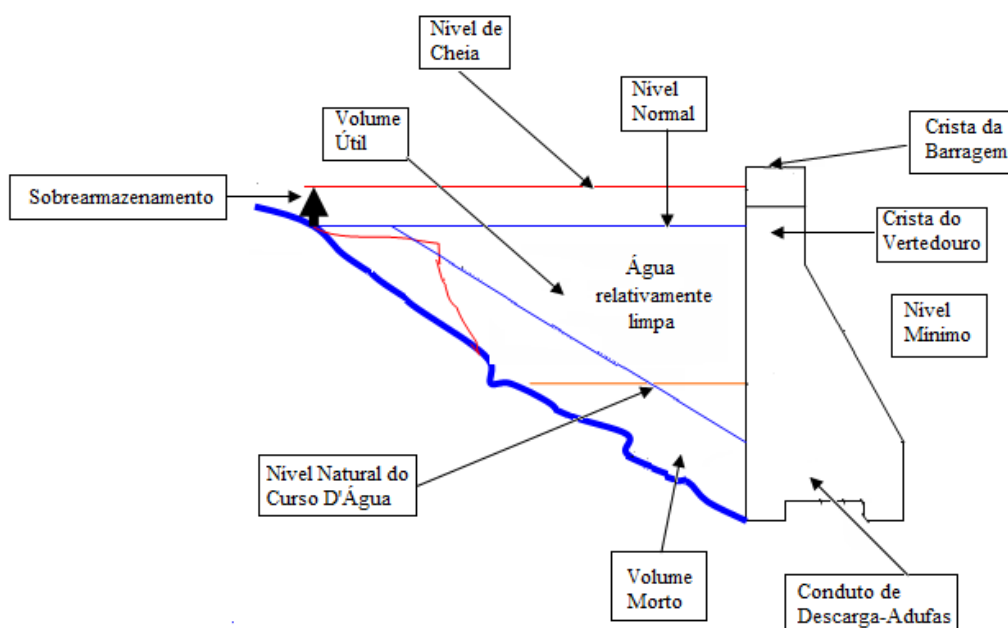 Nível de
Cheia
Nível
Normal
Volume
Útil
Crista da
Barragem
Sobrearmazenamento
Crista do
Vertedouro
Água
relativamente
limpa
Nível
Mínimo
Nível Natural do
Curso D'Água
Volume
Morto
Conduto de
Descarga-Adufas